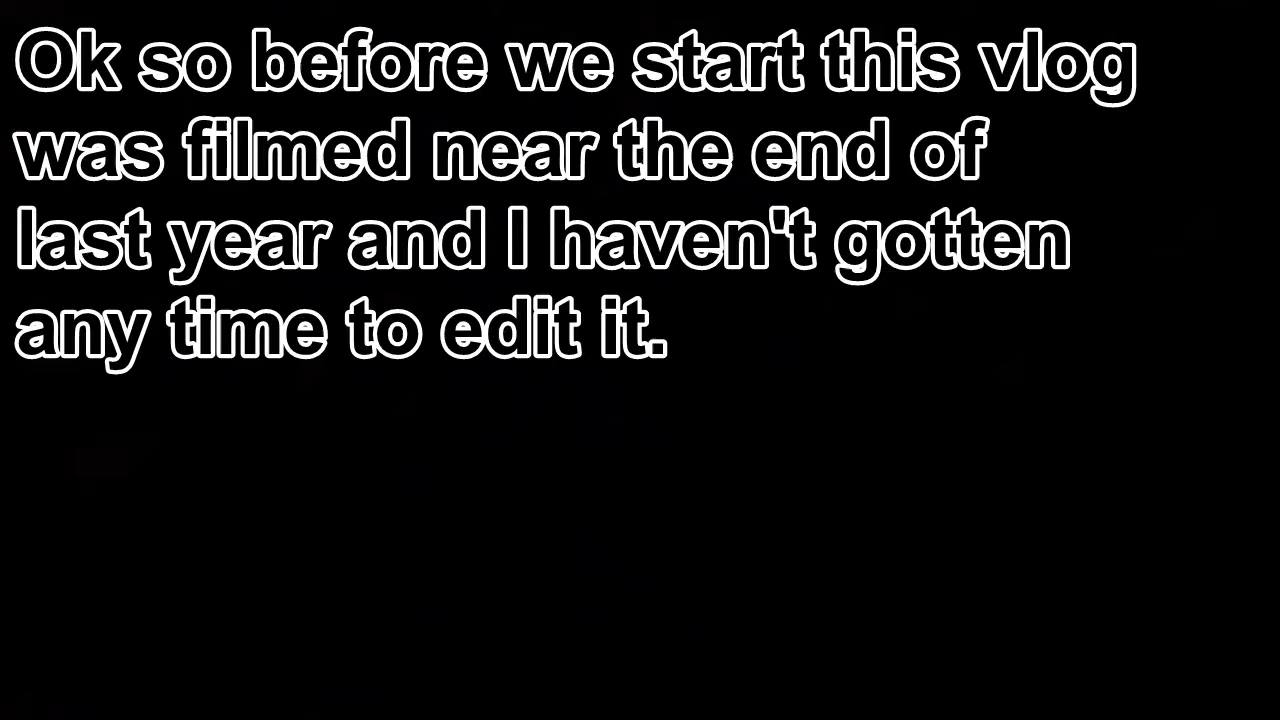 Ok so before we start this vlog
was filmed near the end of
last year and I haven't gotten
any time to edit it.